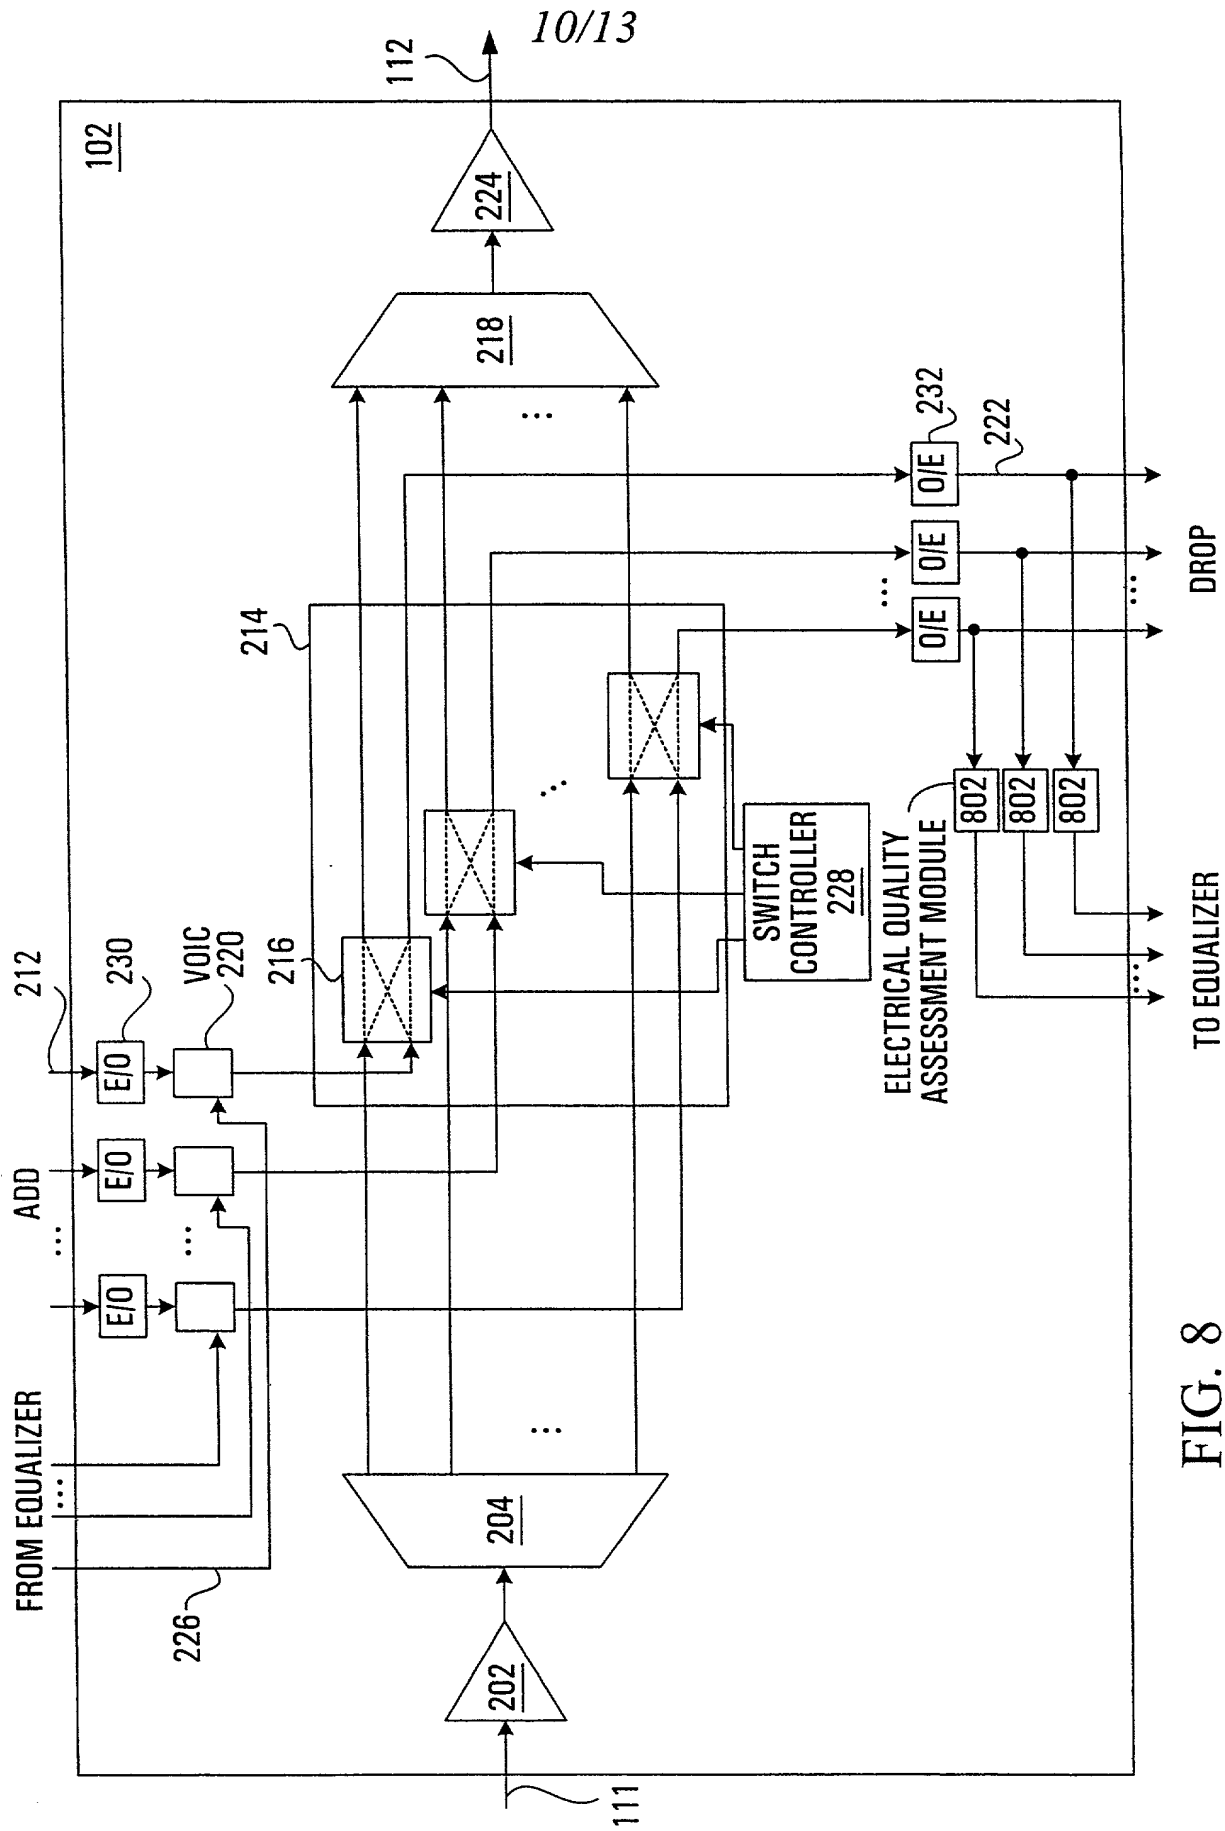 10/13
102
112
224
218
214
216
212
230
VOIC
220
E/O
E/O
E/O
ADD
...
...
FROM EQUALIZER
...
226
204
...
202
111
...
...
SWITCH
CONTROLLER
228
...
O/E
O/E
O/E
232
222
...
DROP
802
802
802
ELECTRICAL QUALITY
ASSESSMENT MODULE
...
TO EQUALIZER
FIG. 8